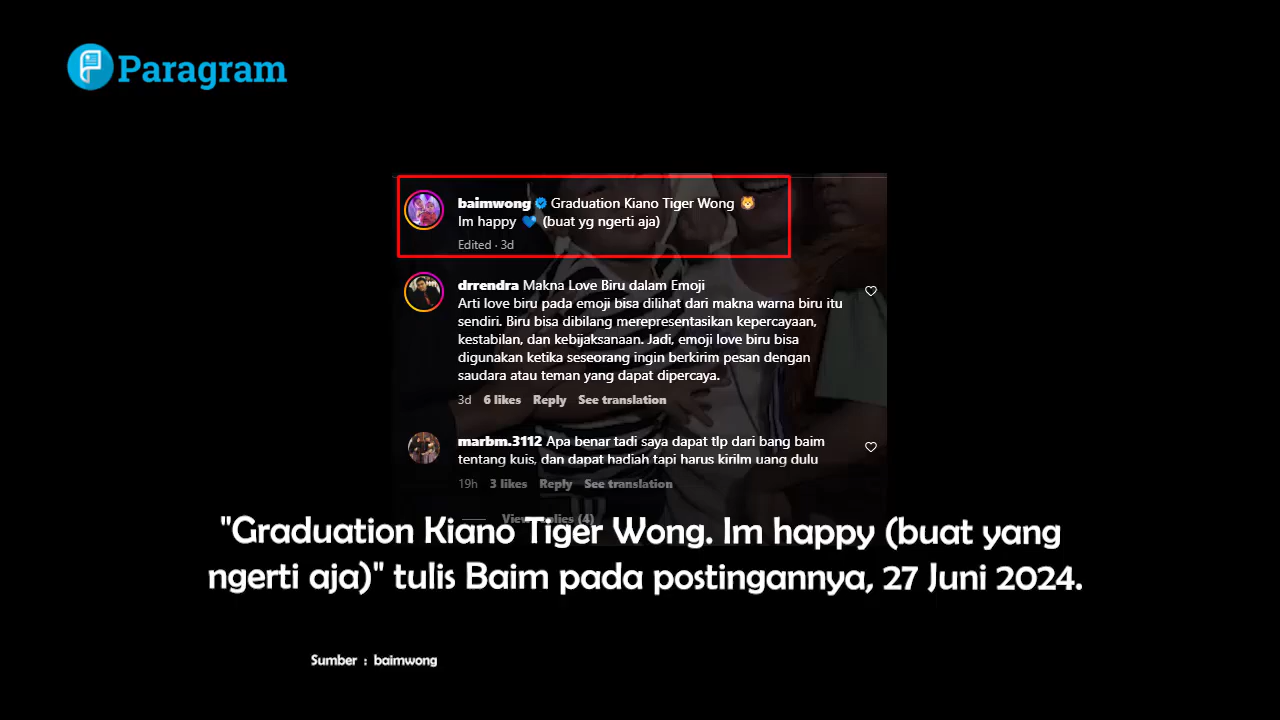 Paragram
baimwong Graduation Kiano Tiger Wong 🐯
Im happy 💙 (buat yg ngerti aja)
Edited · 3d
drrendra Makna Love Biru dalam Emoji
Arti love biru pada emoji bisa dilihat dari makna warna biru itu
sendiri. Biru bisa dibilang merepresentasikan kepercayaan,
kestabilan, dan kebijaksanaan. Jadi, emoji love biru bisa
digunakan ketika seseorang ingin berkirim pesan dengan
saudara atau teman yang dapat dipercaya.
3d 6 likes Reply See translation
marbm.3112 Apa benar tadi saya dapat tlp dari bang baim
tentang kuis, dan dapat hadiah tapi harus kirilm uang dulu
19h 3 likes Reply See translation
View replies (4)
"Graduation Kiano Tiger Wong. Im happy (buat yang
ngerti aja)" tulis Baim pada postingannya, 27 Juni 2024.
Sumber : baimwong